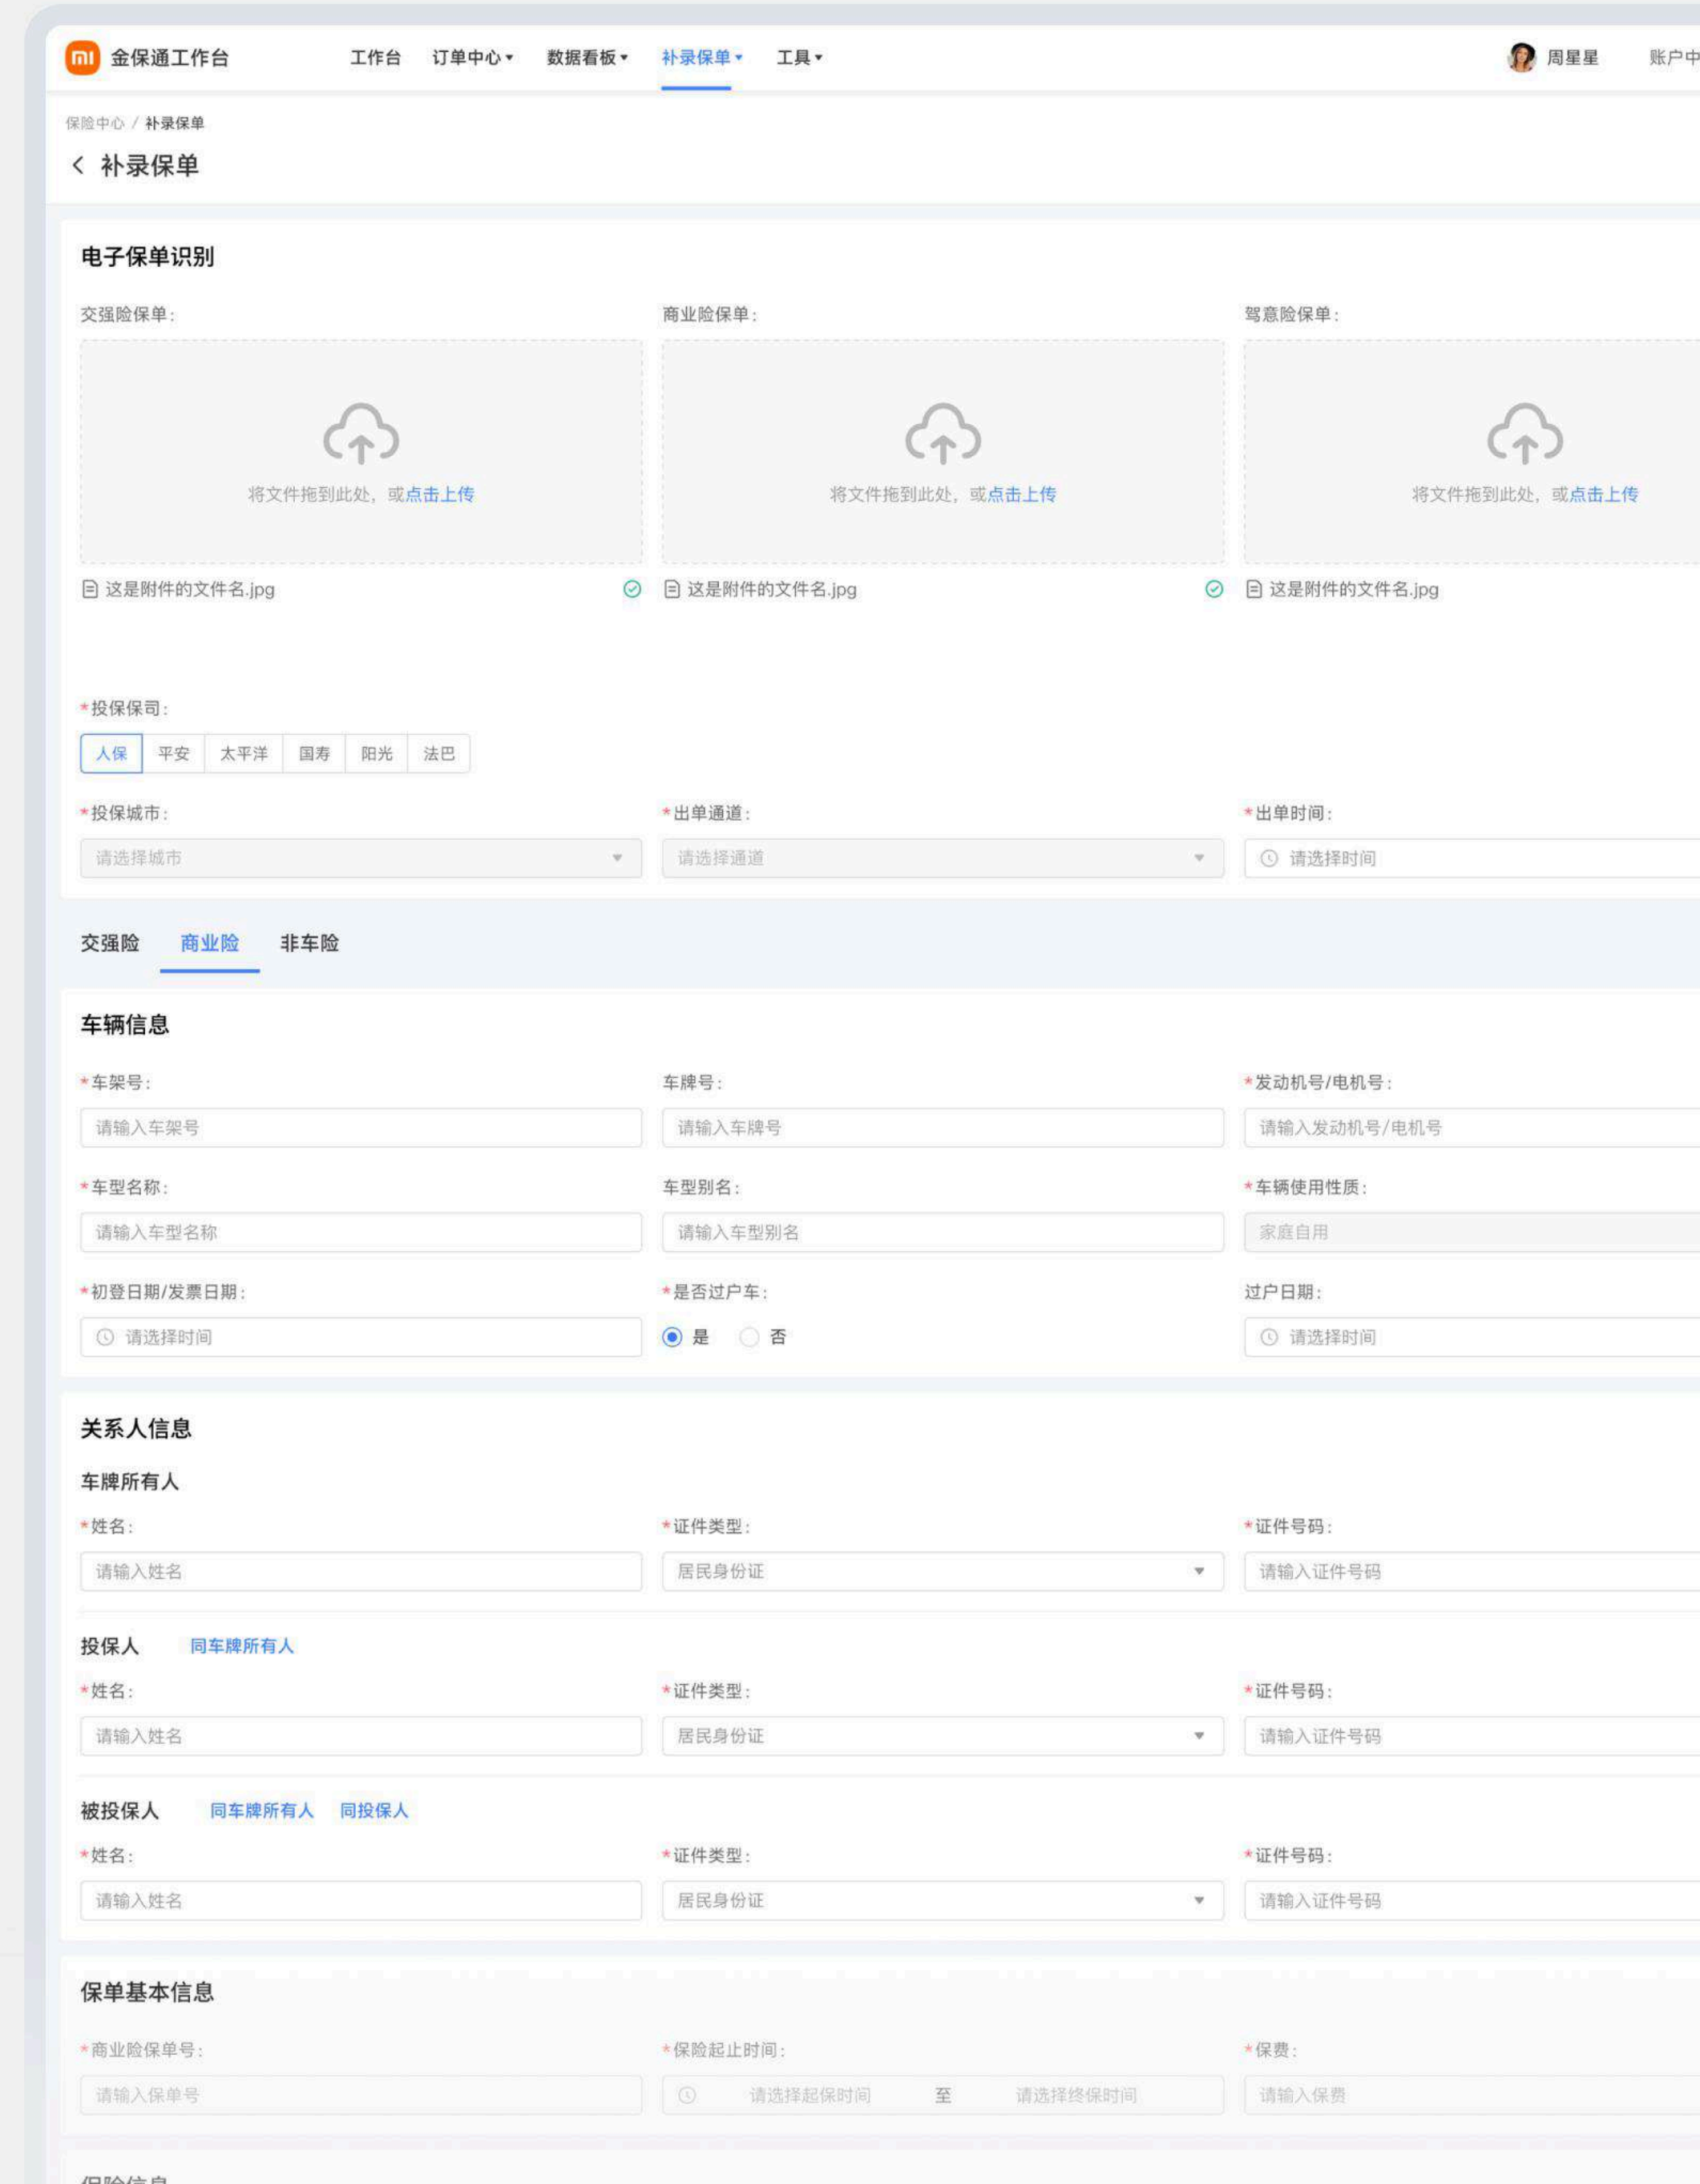 金保通工作台 工作台 订单中心 数据看板 补录保单 工具 周星星 账户中
保险中心 / 补录保单
补录保单
电子保单识别
交强险保单: 商业险保单: 驾意险保单:
将文件拖到此处, 或点击上传 将文件拖到此处, 或点击上传 将文件拖到此处, 或点击上传
这是附件的文件名.jpg 这是附件的文件名.jpg 这是附件的文件名.jpg
*投保保司:
人保 平安 太平洋 国寿 阳光 法巴
*投保城市: *出单通道: *出单时间:
请选择城市 请选择通道 请选择时间
交强险 商业险 非车险
车辆信息
*车架号: 车牌号: *发动机号/电机号:
请输入车架号 请输入车牌号 请输入发动机号/电机号
*车型名称: 车型别名: *车辆使用性质:
请输入车型名称 请输入车型别名 家庭自用
*初登日期/发票日期: *是否过户车: 过户日期:
请选择时间 是 否 请选择时间
关系人信息
车牌所有人
*姓名: *证件类型: *证件号码:
请输入姓名 居民身份证 请输入证件号码
投保人 同车牌所有人
*姓名: *证件类型: *证件号码:
请输入姓名 居民身份证 请输入证件号码
被投保人 同车牌所有人 同投保人
*姓名: *证件类型: *证件号码:
请输入姓名 居民身份证 请输入证件号码
保单基本信息
*商业险保单号: *保险起止时间: *保费:
请输入保单号 请选择起保时间 至 请选择终保时间 请输入保费
保险信息